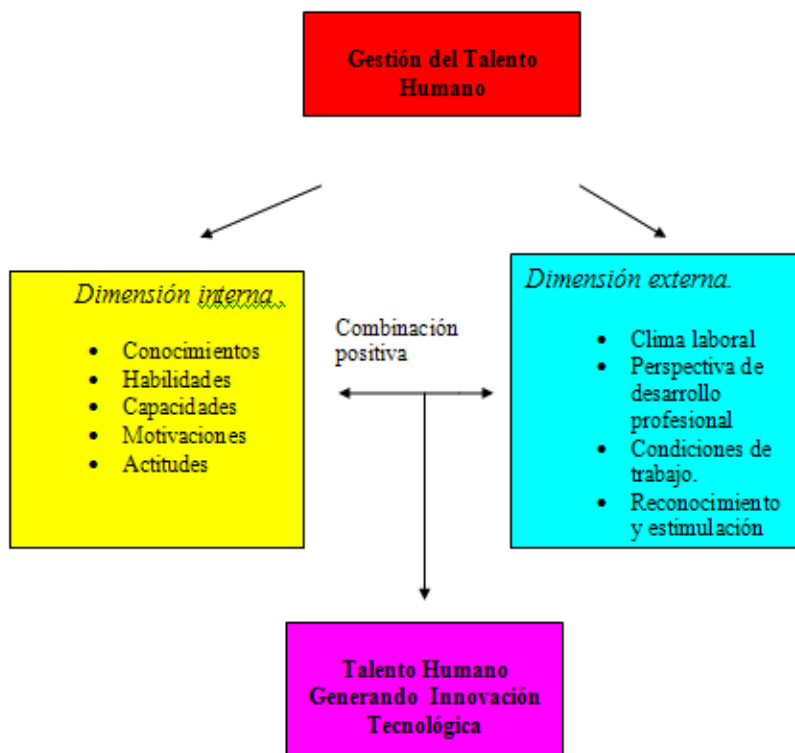 Gestión del Talento
Humano
Dimensión interna.
• Conocimientos
• Habilidades
• Capacidades
• Motivaciones
• Actitudes
Combinación
positiva
Dimensión externa.
• Clima laboral
• Perspectiva de
desarrollo
profesional
• Condiciones de
trabajo.
• Reconocimiento
y estimulación
Talento Humano
Generando Innovación
Tecnológica